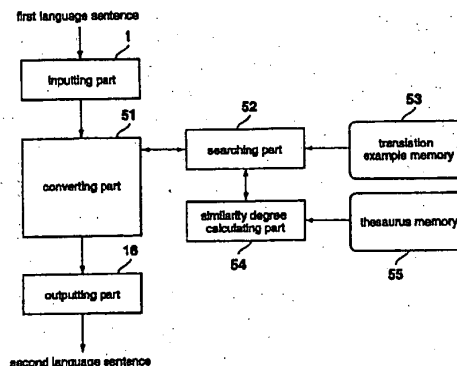 first language sentence
1
inputting part
51
converting part
52
searching part
53
translation
example memory
similarity degree
calculating part
54
thesaurus memory
55
16
outputting part
second language sentence